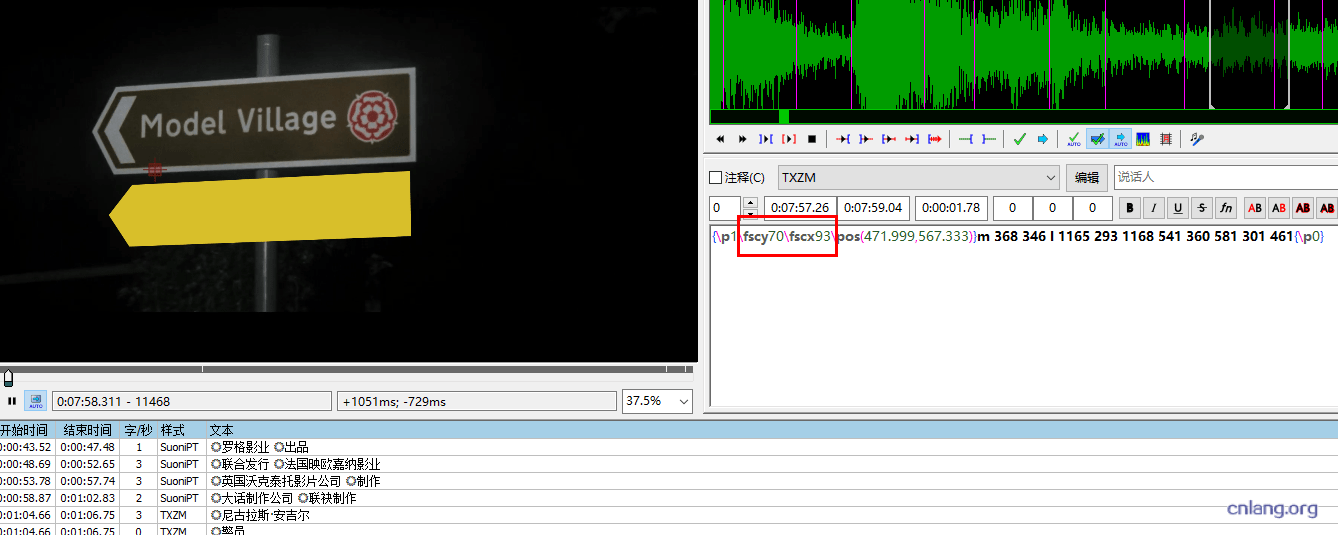 Model Village
注释(C)
TXZM
编辑
说话人
0
0:07:57.26
0:07:59.04
0:00:01.78
0
0
0
B
I
U
S
fn
AB
AB
AB
AB
{\p1\fscy70\fscx93\pos(471.999,567.333)}m 368 346 l 1165 293 1168 541 360 581 301 461{\p0}
AUTO
AUTO
AUTO
0:07:58.311 - 11468
+1051ms; -729ms
37.5%
开始时间 结束时间 字/秒 样式 文本
0:00:43.52 0:00:47.48 1 SuoniPT 罗格影业 出品
0:00:48.69 0:00:52.65 3 SuoniPT 联合发行 法国映欧嘉纳影业
0:00:53.78 0:00:57.74 3 SuoniPT 英国沃克泰托影片公司 制作
0:00:58.87 0:01:02.83 2 SuoniPT 大话制作公司 联袂制作
0:01:04.66 0:01:06.75 3 TXZM 尼古拉斯·安吉尔
0:01:04.66 0:01:06.75 0 TXZM 警员
cnlang.org